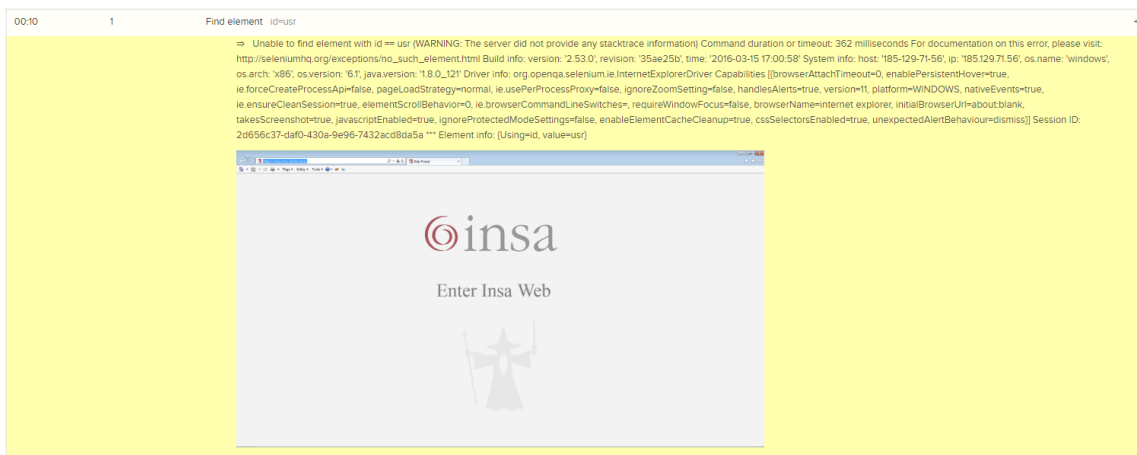 00:10 1 Find element id=usr
⇒ Unable to find element with id == usr (WARNING: The server did not provide any stacktrace information) Command duration or timeout: 362 milliseconds For documentation on this error, please visit:
http://seleniumhq.org/exceptions/no_such_element.html Build info: version: '2.53.0', revision: '35ae25b', time: '2016-03-15 17:00:58' System info: host: '185-129-71-56', ip: '185.129.71.56', os.name: 'windows',
os.arch: 'x86', os.version: '6.1', java.version: '1.8.0_121' Driver info: org.openqa.selenium.ie.InternetExplorerDriver Capabilities [{browserAttachTimeout=0, enablePersistentHover=true,
ie.forceCreateProcessApi=false, pageLoadStrategy=normal, ie.usePerProcessProxy=false, ignoreZoomSetting=false, handlesAlerts=true, version=11, platform=WINDOWS, nativeEvents=true,
ie.ensureCleanSession=true, elementScrollBehavior=0, ie.browserCommandLineSwitches=, requireWindowFocus=false, browserName=internet explorer, initialBrowserUrl=about:blank,
takesScreenshot=true, javascriptEnabled=true, ignoreProtectedModeSettings=false, enableElementCacheCleanup=true, cssSelectorsEnabled=true, unexpectedAlertBehaviour=dismiss}] Session ID:
2d656c37-daf0-430a-9e96-7432acd8da5a *** Element info: {Using=id, value=usr}
Web Portal
Page Safety Tools
insa
Enter Insa Web